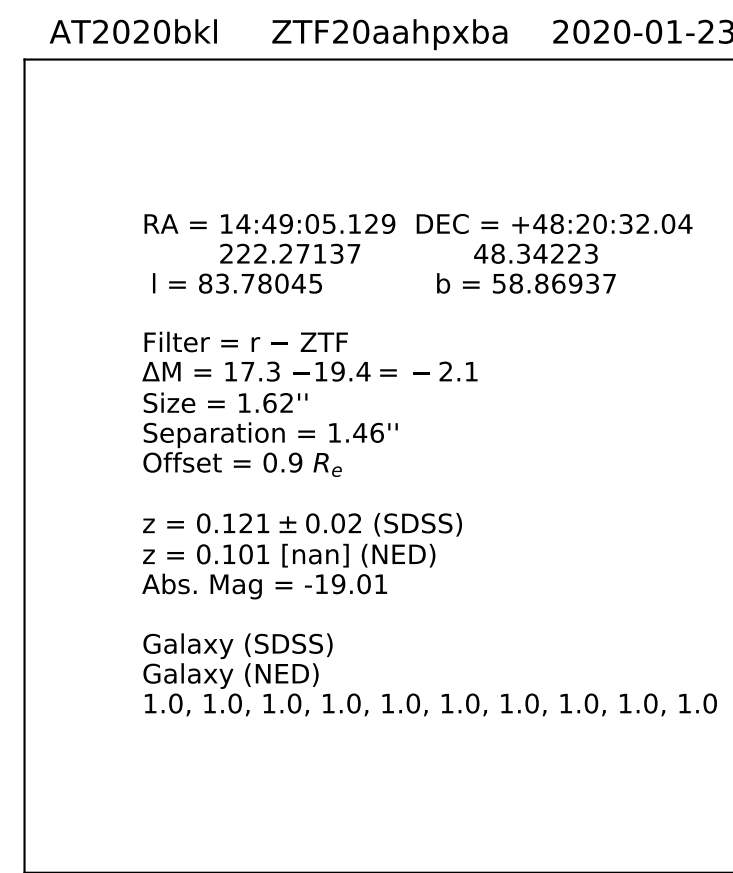 AT2020bkl ZTF20aahpxba 2020-01-23
RA = 14:49:05.129 DEC = +48:20:32.04
222.27137 48.34223
l = 83.78045 b = 58.86937
Filter = r − ZTF
ΔM = 17.3 −19.4 = − 2.1
Size = 1.62''
Separation = 1.46''
Offset = 0.9 Re
z = 0.121 ± 0.02 (SDSS)
z = 0.101 [nan] (NED)
Abs. Mag = -19.01
Galaxy (SDSS)
Galaxy (NED)
1.0, 1.0, 1.0, 1.0, 1.0, 1.0, 1.0, 1.0, 1.0, 1.0